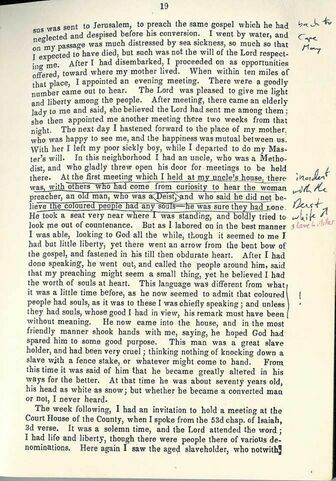 19
sus was sent to Jerusalem, to preach the same gospel which he had
neglected and despised before his conversion. I went by water, and
on my passage was much distressed by sea sickness, so much so that
I expected to have died, but such was not the will of the Lord respect-
ing me. After I had disembarked, I proceeded on as opportunities
offered, toward where my mother lived. When within ten miles of
that place, I appointed an evening meeting. There were a goodly
number came out to hear. The Lord was pleased to give me light
and liberty among the people. After meeting, there came an elderly
lady to me and said, she believed the Lord had sent me among them;
she then appointed another meeting there two weeks from that
night. The next day I hastened forward to the place of my mother,
who was happy to see me, and the happiness was mutual between us.
With her I left my poor sickly boy, while I departed to do my Mas-
ter's will. In this neighborhood I had an uncle, who was a Metho-
dist, and who gladly threw open his door for meetings to be held
there. At the first meeting which I held at my uncle's house, there
was, with others who had come from curiosity to hear the woman
preacher, an old man, who was a Deist, and who said he did not be-
lieve the coloured people had any souls—he was sure they had none.
He took a seat very near where I was standing, and boldly tried to
look me out of countenance. But as I labored on in the best manner
I was able, looking to God all the while, though it seemed to me I
had but little liberty, yet there went an arrow from the bent bow of
the gospel, and fastened in his till then obdurate heart. After I had
done speaking, he went out, and called the people around him, said
that my preaching might seem a small thing, yet he believed I had
the worth of souls at heart. This language was different from what
it was a little time before, as he now seemed to admit that coloured
people had souls, as it was to these I was chiefly speaking; and unless
they had souls, whose good I had in view, his remark must have been
without meaning. He now came into the house, and in the most
friendly manner shook hands with me, saying, he hoped God had
spared him to some good purpose. This man was a great slave
holder, and had been very cruel; thinking nothing of knocking down a
slave with a fence stake, or whatever might come to hand. From
this time it was said of him that he became greatly altered in his
ways for the better. At that time he was about seventy years old,
his head as white as snow; but whether he became a converted man
or not, I never heard.
The week following, I had an invitation to hold a meeting at the
Court House of the County, when I spoke from the 53d chap. of Isaiah,
3d verse. It was a solemn time, and the Lord attended the word;
I had life and liberty, though there were people there of various de-
nominations. Here again I saw the aged slaveholder, who notwith-
back to
Cape
May
incident
with the
Deist
white
!